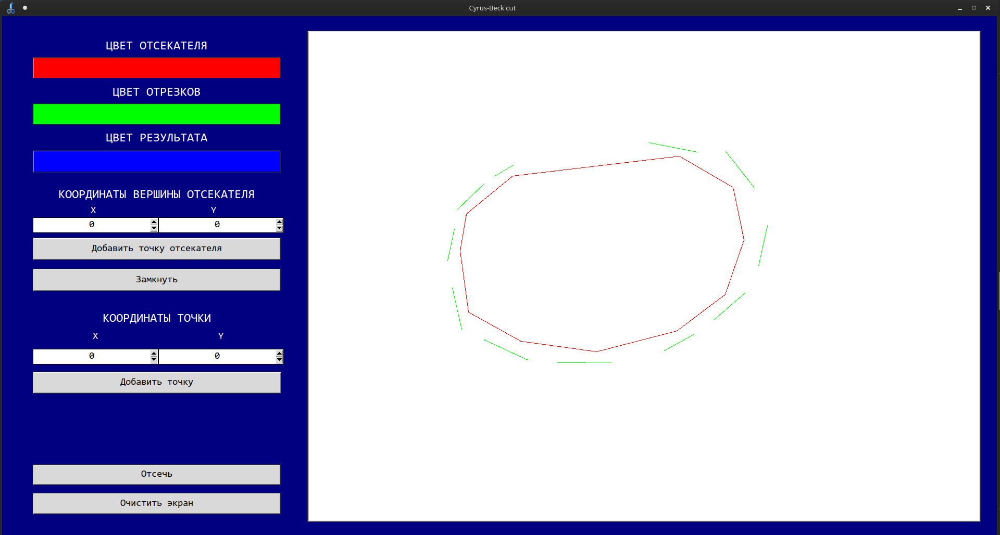 Cyrus-Beck cut
ЦВЕТ ОТСЕКАТЕЛЯ
ЦВЕТ ОТРЕЗКОВ
ЦВЕТ РЕЗУЛЬТАТА
КООРДИНАТЫ ВЕРШИНЫ ОТСЕКАТЕЛЯ
X Y
0 0
Добавить точку отсекателя
Замкнуть
КООРДИНАТЫ ТОЧКИ
X Y
0 0
Добавить точку
Отсечь
Очистить экран